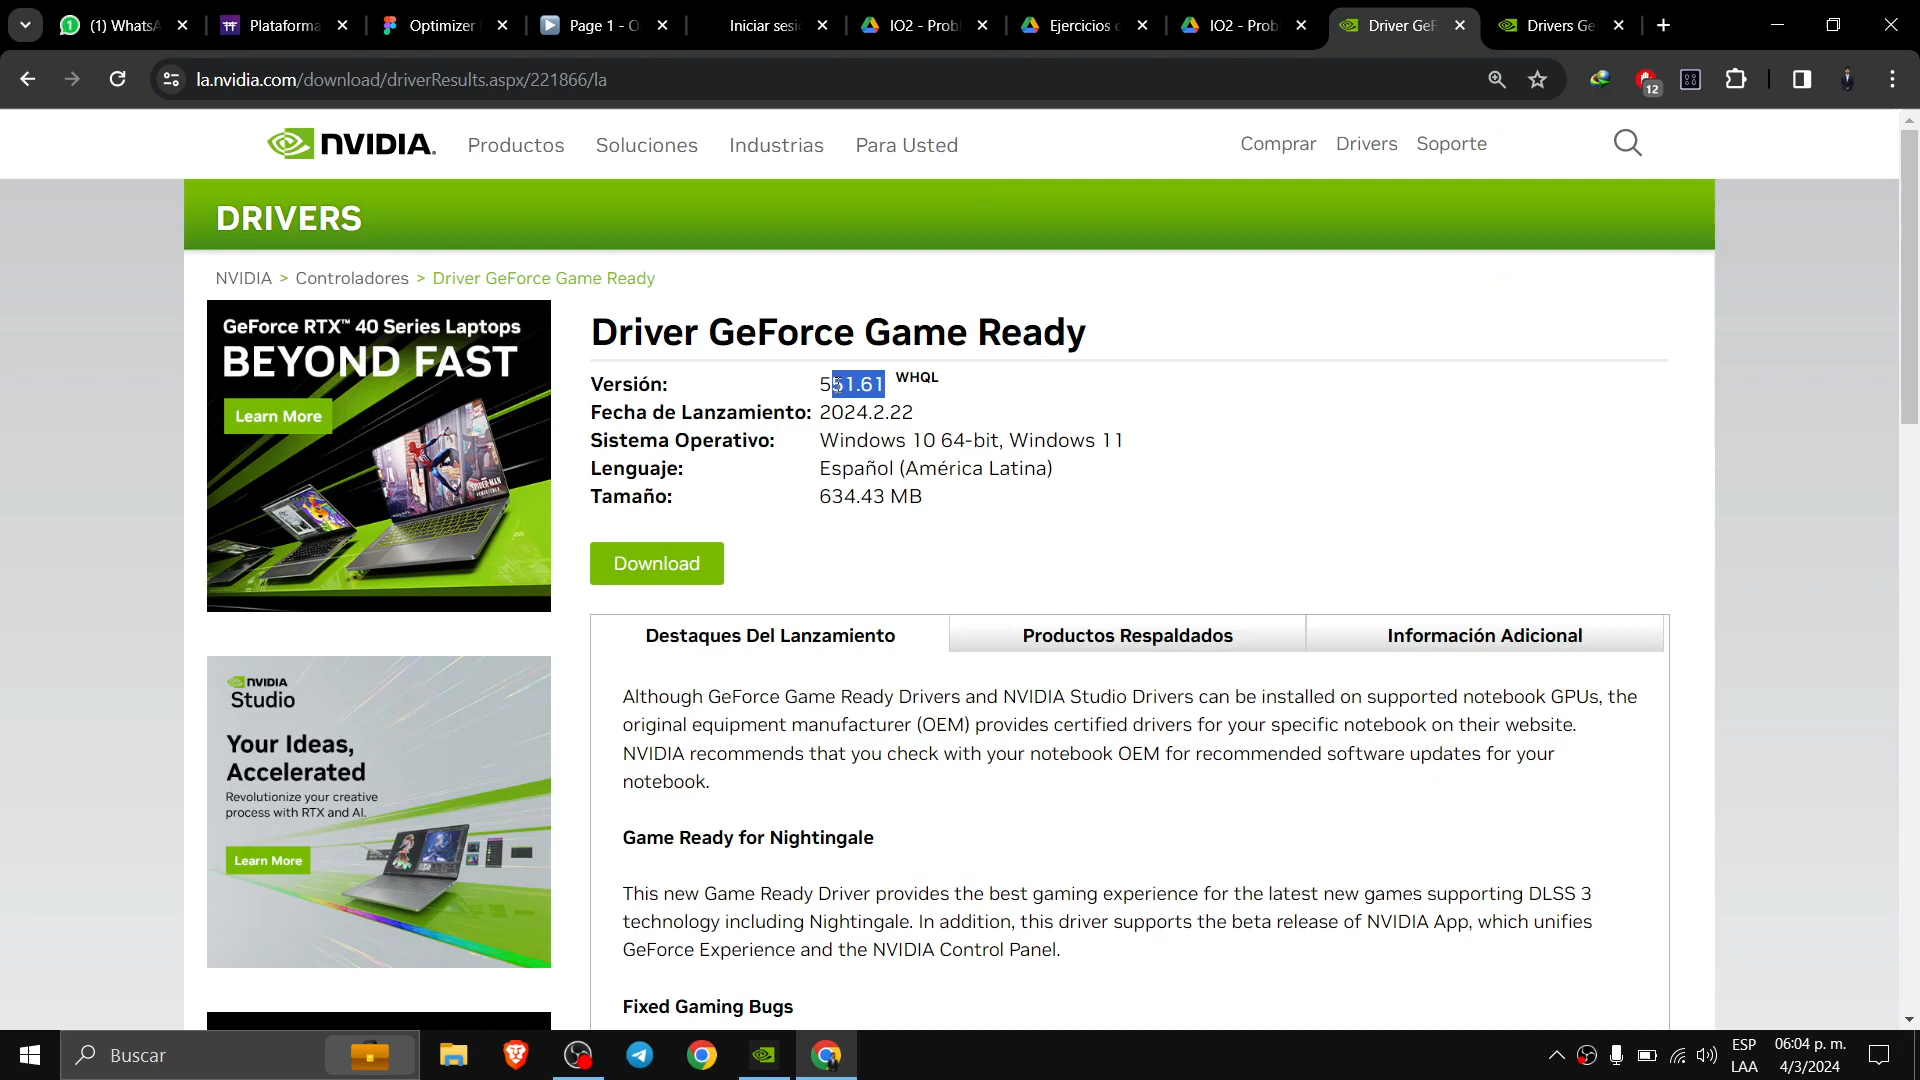 (1) WhatsA
Plataforma
Optimizer
Page 1 - O
Iniciar sesi
IO2 - Probl
Ejercicios c
IO2 - Prob
Driver GeF
Drivers Ge
la.nvidia.com/download/driverResults.aspx/221866/la
12
NVIDIA.
Productos
Soluciones
Industrias
Para Usted
Comprar
Drivers
Soporte
DRIVERS
NVIDIA > Controladores > Driver GeForce Game Ready
GeForce RTX™ 40 Series Laptops
BEYOND FAST
Learn More
Driver GeForce Game Ready
Versión: 551.61 WHQL
Fecha de Lanzamiento: 2024.2.22
Sistema Operativo: Windows 10 64-bit, Windows 11
Lenguaje: Español (América Latina)
Tamaño: 634.43 MB
Download
Destaques Del Lanzamiento
Productos Respaldados
Información Adicional
Although GeForce Game Ready Drivers and NVIDIA Studio Drivers can be installed on supported notebook GPUs, the
original equipment manufacturer (OEM) provides certified drivers for your specific notebook on their website.
NVIDIA recommends that you check with your notebook OEM for recommended software updates for your
notebook.
Game Ready for Nightingale
This new Game Ready Driver provides the best gaming experience for the latest new games supporting DLSS 3
technology including Nightingale. In addition, this driver supports the beta release of NVIDIA App, which unifies
GeForce Experience and the NVIDIA Control Panel.
Fixed Gaming Bugs
NVIDIA
Studio
Your Ideas,
Accelerated
Revolutionize your creative
process with RTX and AI.
Learn More
Buscar
ESP
LAA
06:04 p. m.
4/3/2024